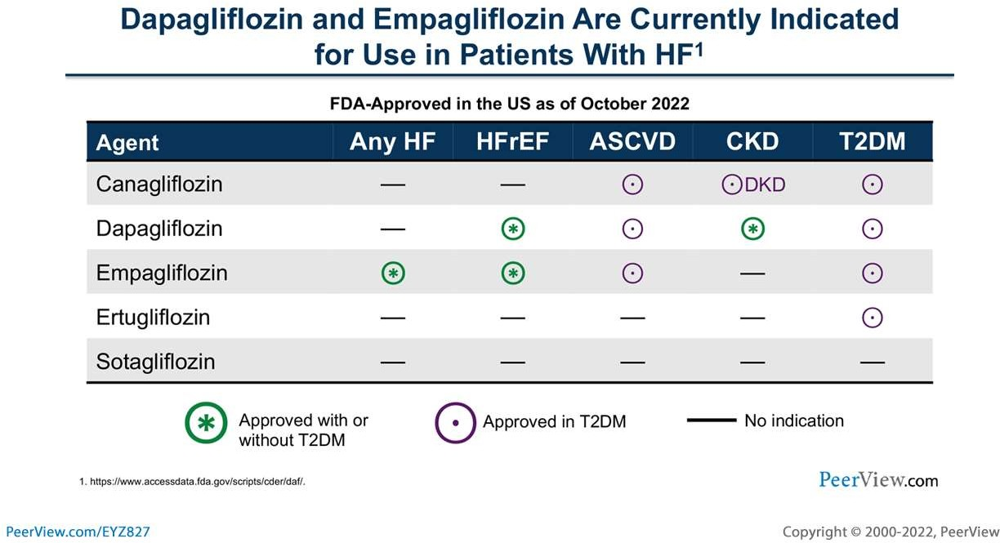 Dapagliflozin and Empagliflozin Are Currently Indicated
for Use in Patients With HF1
FDA-Approved in the US as of October 2022
Agent Any HF HFrEF ASCVD CKD T2DM
Canagliflozin — — ⊙ ⊙DKD ⊙
Dapagliflozin — ⊛ ⊙ ⊛ ⊙
Empagliflozin ⊛ ⊛ ⊙ — ⊙
Ertugliflozin — — — — ⊙
Sotagliflozin — — — — —
⊛ Approved with or
without T2DM
⊙ Approved in T2DM
— No indication
1. https://www.accessdata.fda.gov/scripts/cder/daf/.
PeerView.com
PeerView.com/EYZ827
Copyright © 2000-2022, PeerView